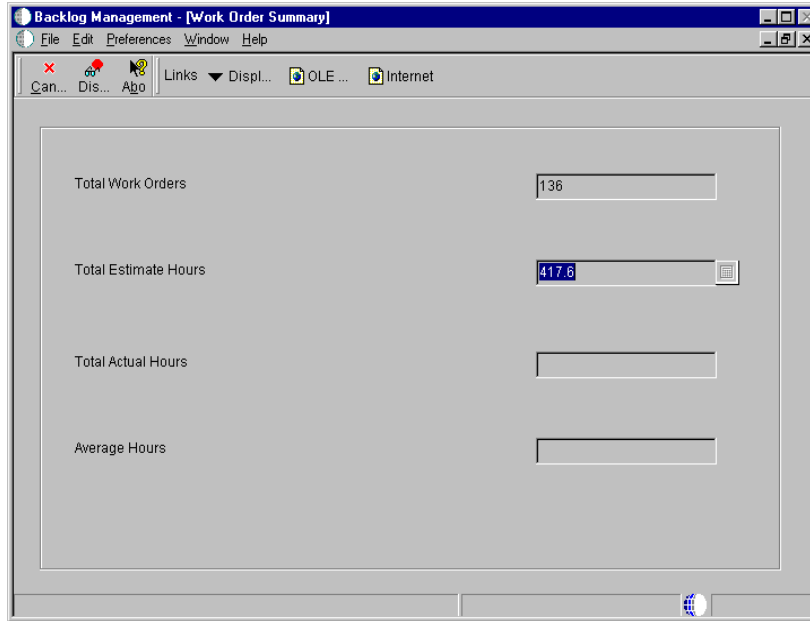 Backlog Management - [Work Order Summary]
File Edit Preferences Window Help
Can... Dis... Abo Links Displ... OLE ... Internet
Total Work Orders 136
Total Estimate Hours 417.6
Total Actual Hours
Average Hours